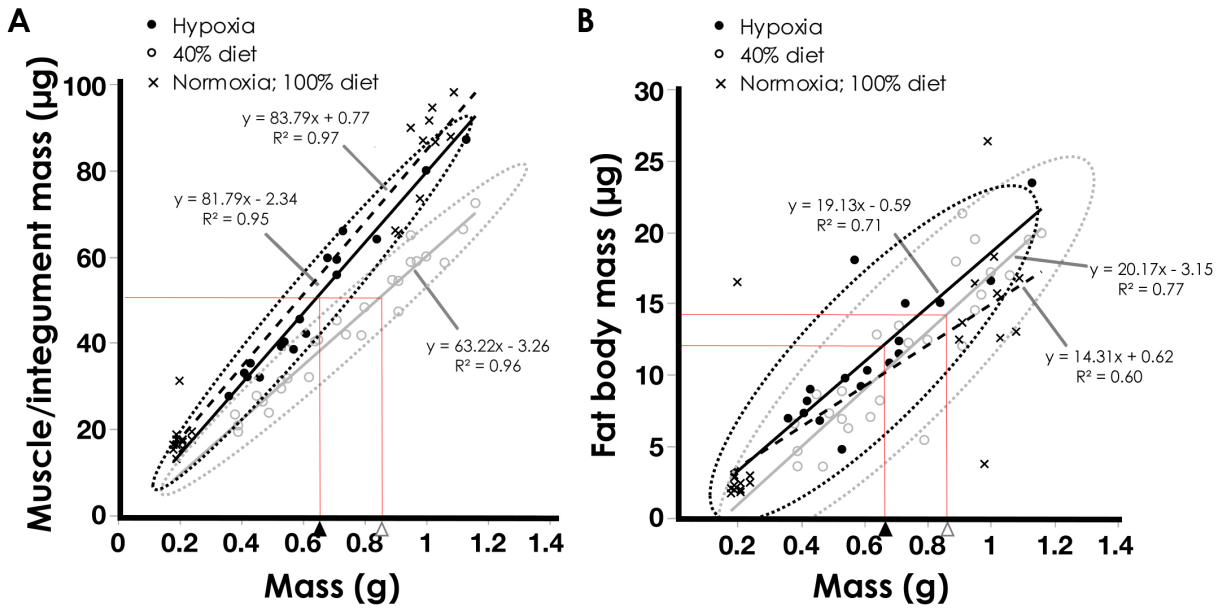 A
Hypoxia
40% diet
Normoxia; 100% diet
Muscle/integument mass (µg)
100
80
60
40
20
0
y = 83.79x + 0.77
R² = 0.97
y = 81.79x - 2.34
R² = 0.95
y = 63.22x - 3.26
R² = 0.96
0 0.2 0.4 0.6 0.8 1 1.2 1.4
Mass (g)
B
Hypoxia
40% diet
Normoxia; 100% diet
Fat body mass (µg)
30
25
20
15
10
5
0
y = 19.13x - 0.59
R² = 0.71
y = 20.17x - 3.15
R² = 0.77
y = 14.31x + 0.62
R² = 0.60
0.2 0.4 0.6 0.8 1 1.2 1.4
Mass (g)